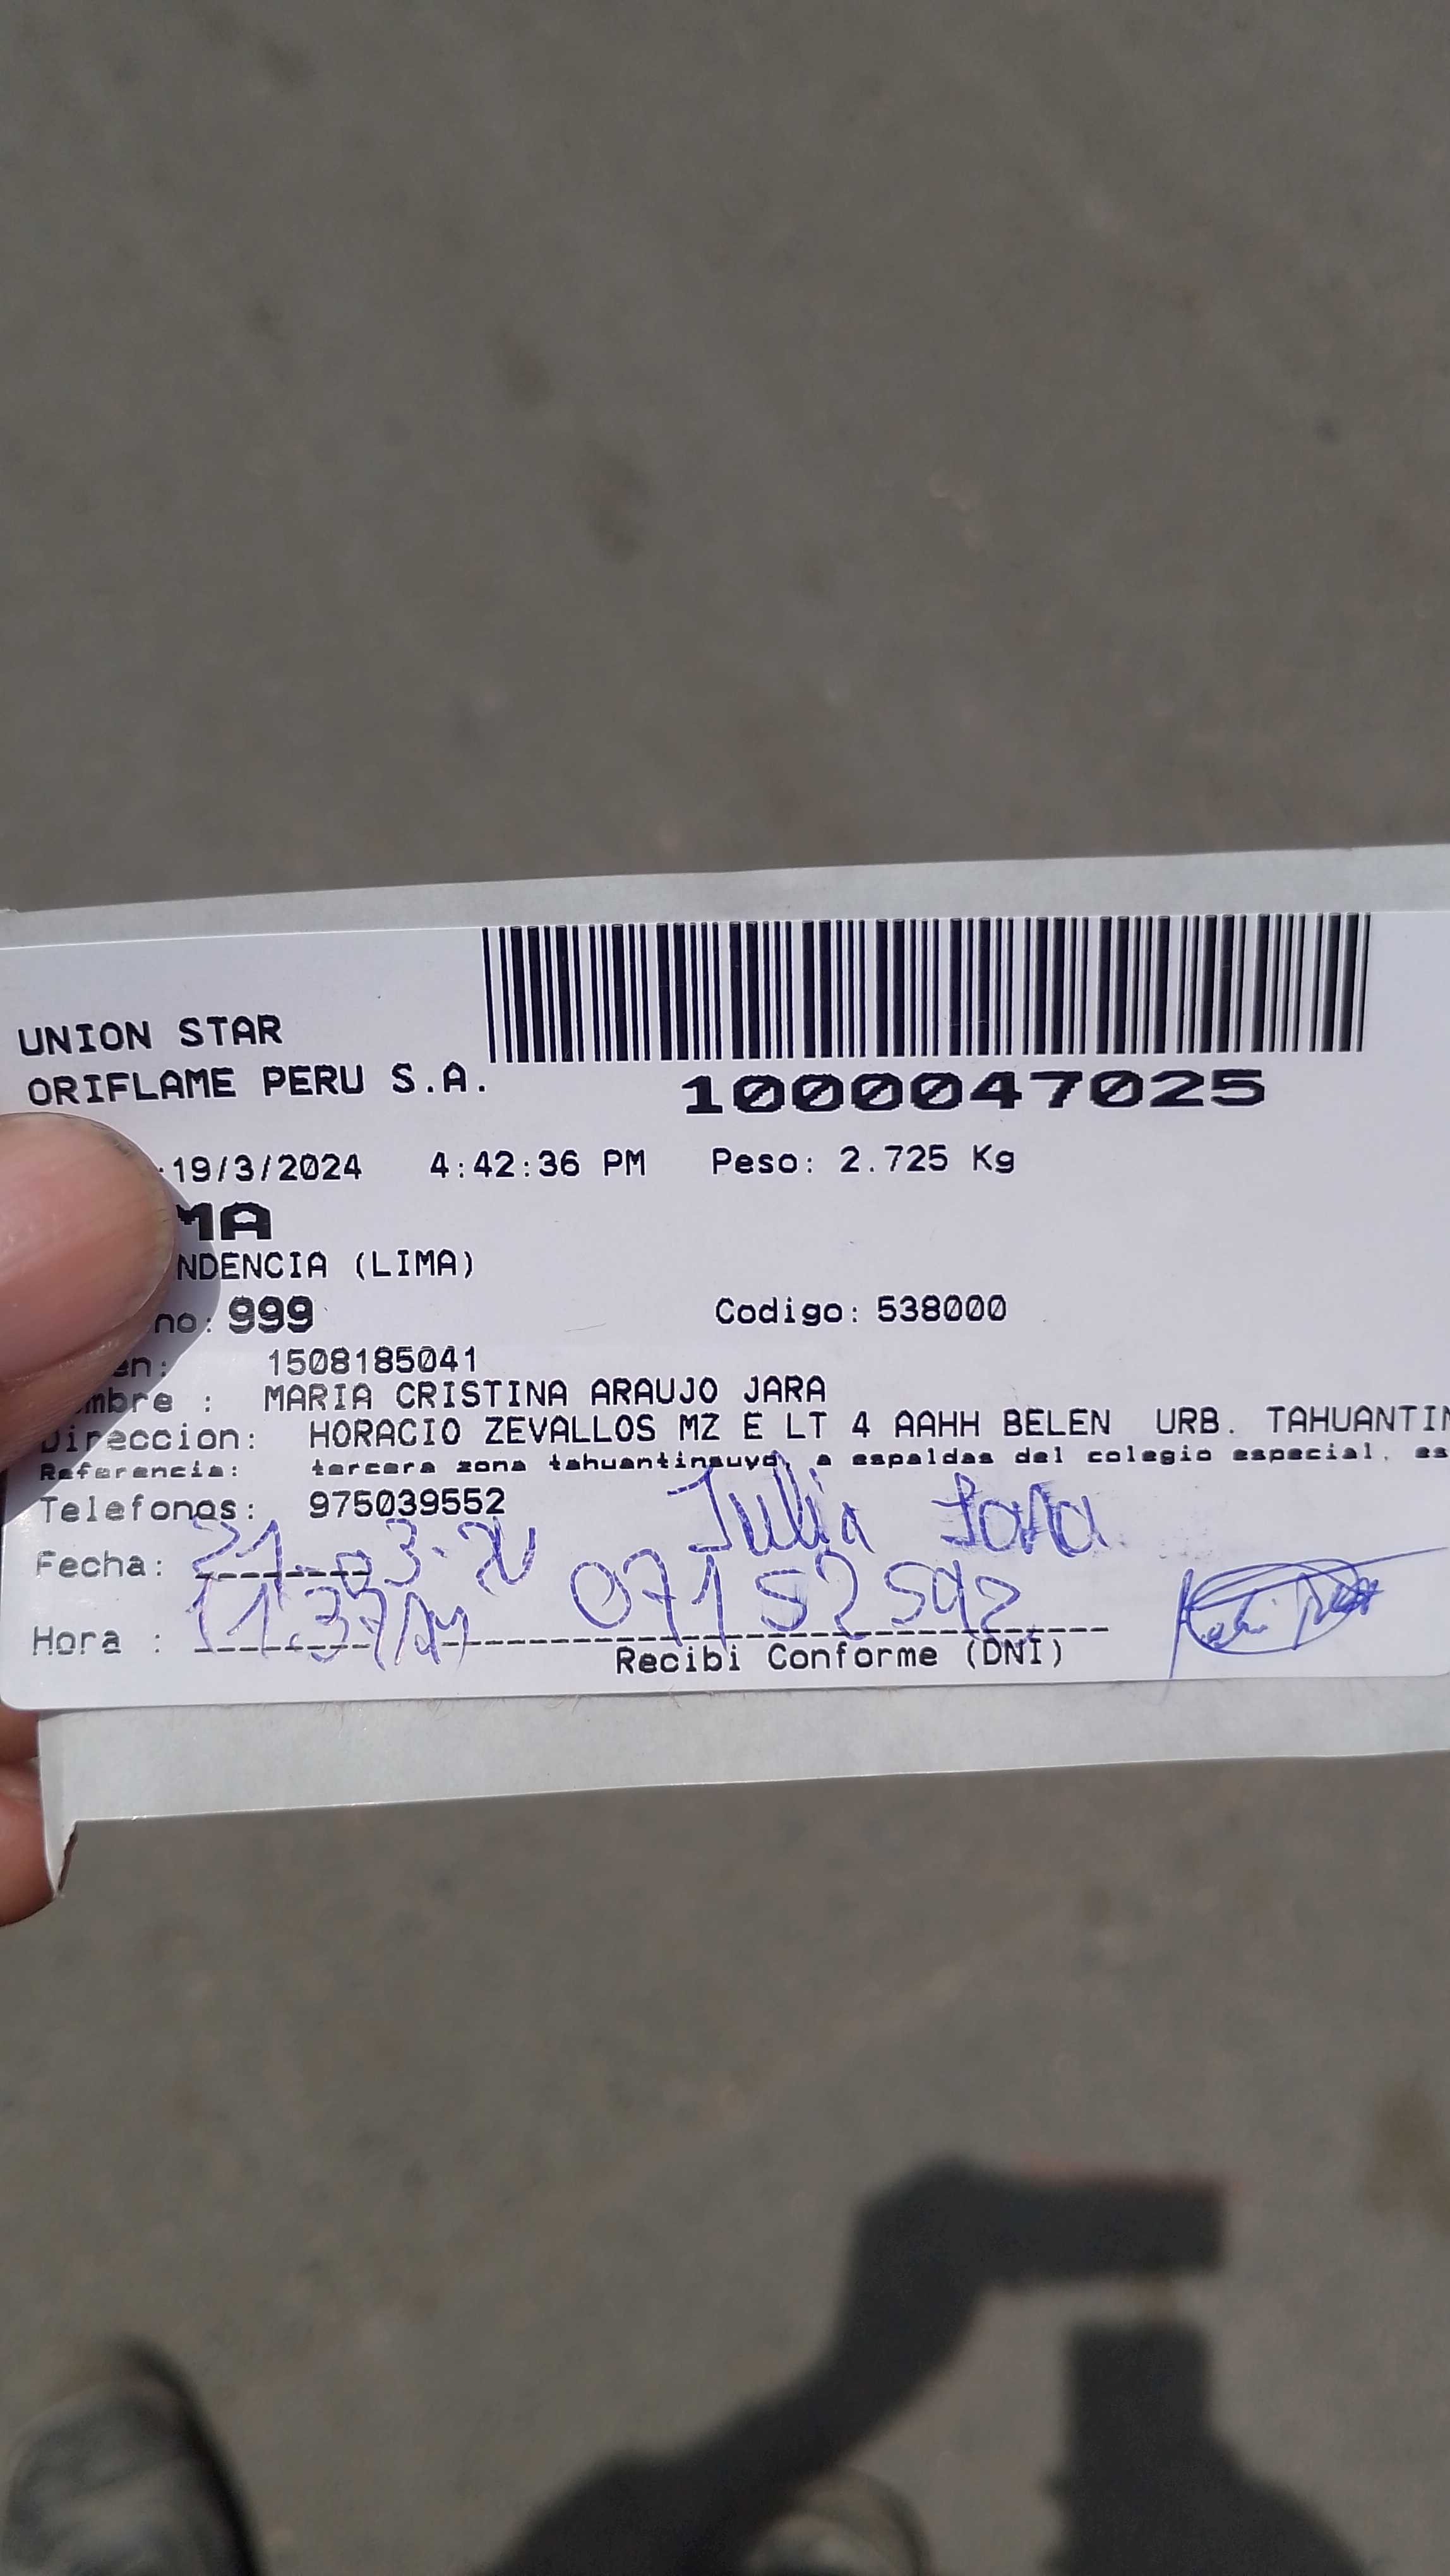 UNION STAR
ORIFLAME PERU S.A.
1000047025
:19/3/2024 4:42:36 PM Peso: 2.725 Kg
MA
NDENCIA (LIMA)
no: 999 Codigo: 538000
en: 1508185041
mbre : MARIA CRISTINA ARAUJO JARA
Direccion: HORACIO ZEVALLOS MZ E LT 4 AAHH BELEN URB. TAHUANTIN
Referencia: tercera zona tahuantinsuyo, a espaldas del colegio especial, es
Telefonos: 975039552 Julia
Fecha: 21-03-
Hora : 11:37AM 07152592
Recibi Conforme (DNI)